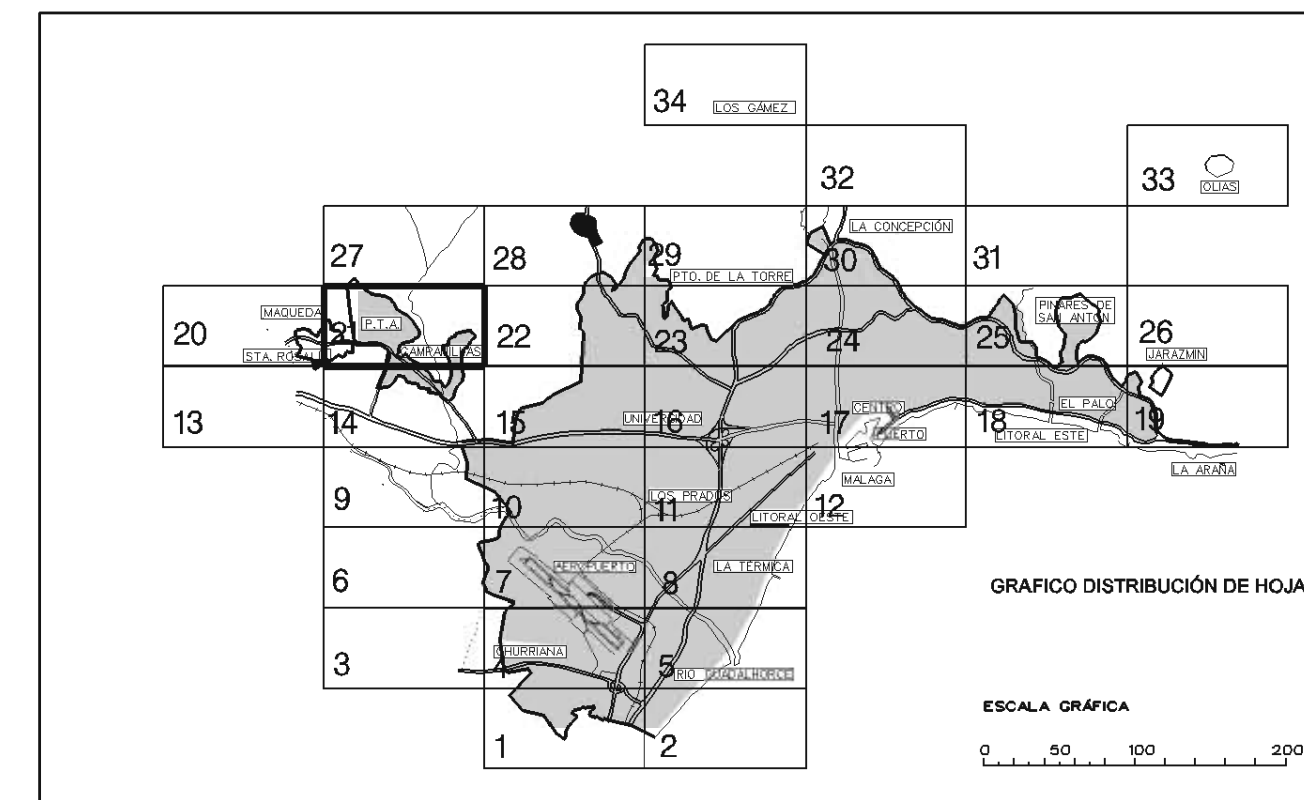 34 LOS GÁMEZ
32
33
OLIAS
LA CONCEPCIÓN
27 28 29 30 31
PTO. DE LA TORRE
MAQUEDA
P.T.A.
PINARES DE
SAN ANTÓN
20 21 22 23 24 25 26
STA. ROSALIA
CAMPANILLAS
JARAZMIN
13 14 15 16 17 18 19
UNIVERSIDAD
CENTRO
EL PALO
PUERTO
LITORAL ESTE
LA ARAÑA
MALAGA
9 10 11 12
LOS PRADOS
LITORAL OESTE
6 7 8
AEROPUERTO
LA TÉRMICA
GRAFICO DISTRIBUCIÓN DE HOJA
3 5
CHURRIANA
RIO GUADALHORCE
ESCALA GRÁFICA
1 2
0 50 100 200